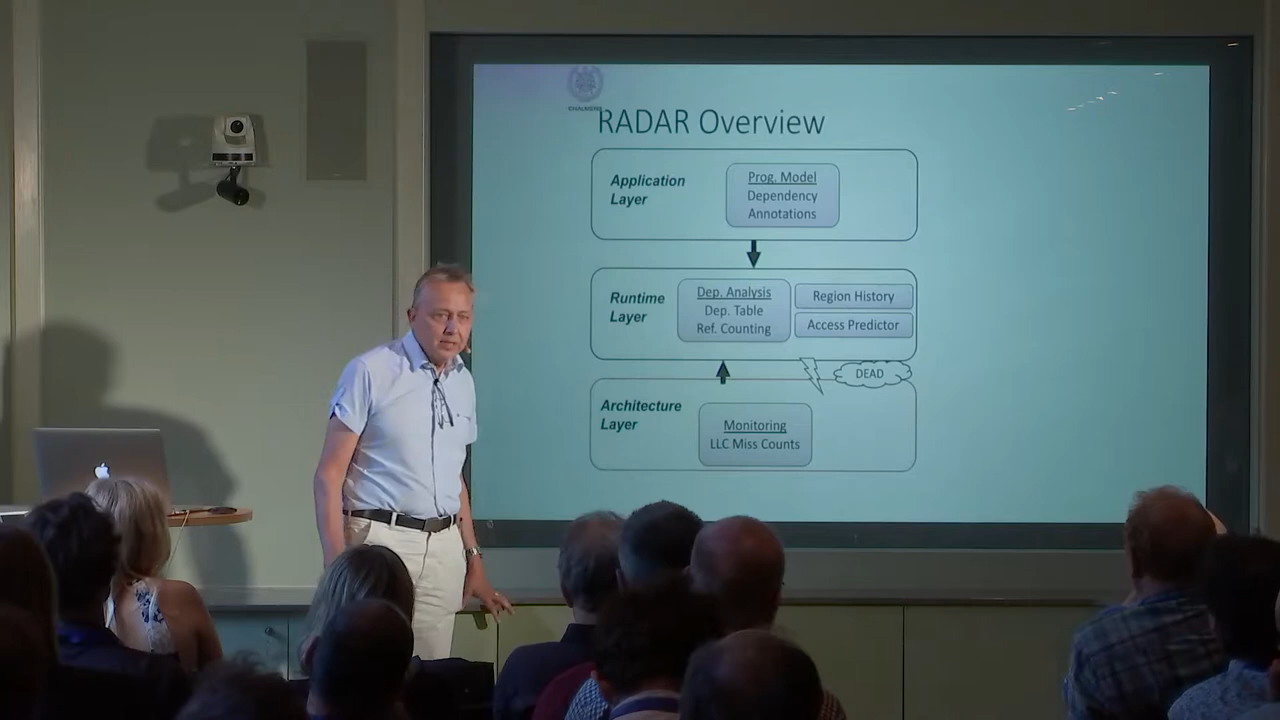 CHALMERS
RADAR Overview
Application
Layer
Prog. Model
Dependency
Annotations
Runtime
Layer
Dep. Analysis
Dep. Table
Ref. Counting
Region History
Access Predictor
DEAD
Architecture
Layer
Monitoring
LLC Miss Counts